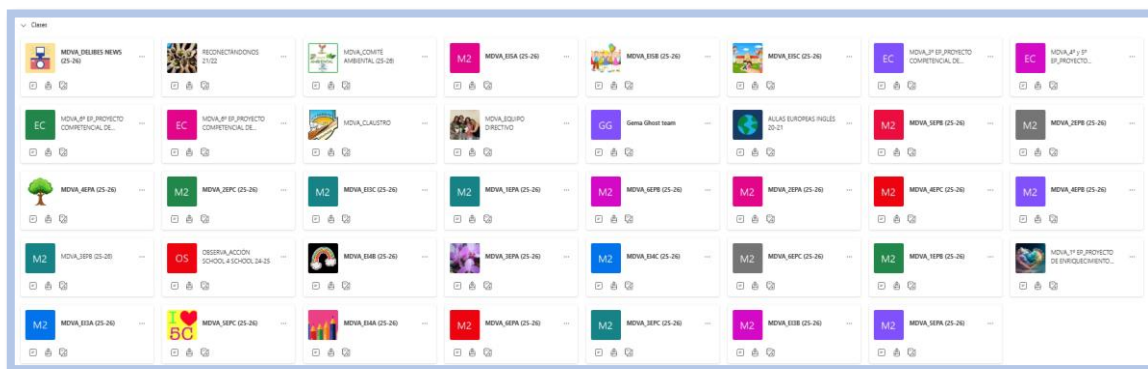 Clases
MDVA_DELIBES NEWS
(25-26)
RECONECTANDONOS
21/22
MDVA_COMITÉ
AMBIENTAL (25-26)
M2
MDVA_EI5A (25-26)
MDVA_EI5B (25-26)
MDVA_EI5C (25-26)
EC
MDVA_3º EP_PROYECTO
COMPETENCIAL DE...
EC
MDVA_4º y 5º
EP_PROYECTO...
EC
MDVA_6º EP_PROYECTO
COMPETENCIAL DE...
EC
MDVA_6º EP_PROYECTO
COMPETENCIAL DE...
MDVA_CLAUSTRO
MDVA_EQUIPO
DIRECTIVO
GG
Gema Ghost team
AULAS EUROPEAS INGLÉS
20-21
M2
MDVA_5EPB (25-26)
M2
MDVA_2EPB (25-26)
MDVA_4EPA (25-26)
M2
MDVA_2EPC (25-26)
M2
MDVA_EI3C (25-26)
M2
MDVA_1EPA (25-26)
M2
MDVA_6EPB (25-26)
M2
MDVA_2EPA (25-26)
M2
MDVA_4EPC (25-26)
M2
MDVA_4EPB (25-26)
M2
MDVA_3EPB (25-26)
OS
OBSERVA_ACCION
SCHOOL 4 SCHOOL 24-25
MDVA_EI4B (25-26)
MDVA_3EPA (25-26)
M2
MDVA_EI4C (25-26)
M2
MDVA_6EPC (25-26)
M2
MDVA_1EPB (25-26)
MDVA_1º EP_PROYECTO
DE ENRIQUECIMIENTO...
M2
MDVA_EI3A (25-26)
I
5C
MDVA_5EPC (25-26)
MDVA_EI4A (25-26)
M2
MDVA_6EPA (25-26)
M2
MDVA_3EPC (25-26)
M2
MDVA_EI3B (25-26)
M2
MDVA_5EPA (25-26)